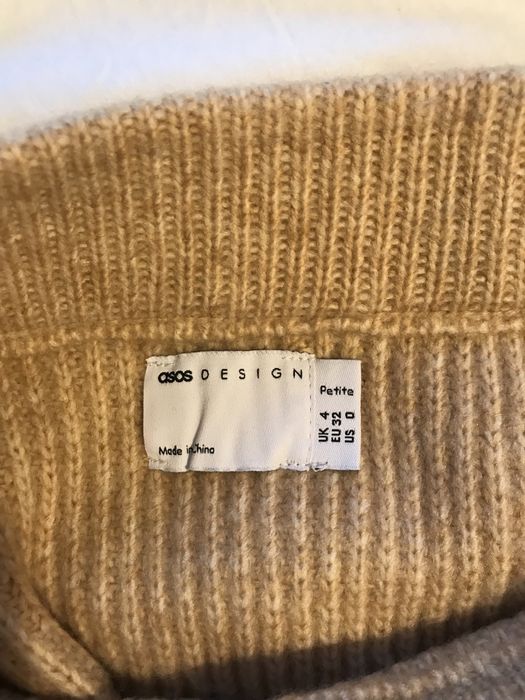 asos DESIGN
Made in China
Petite
UK 4
EU 32
US 0